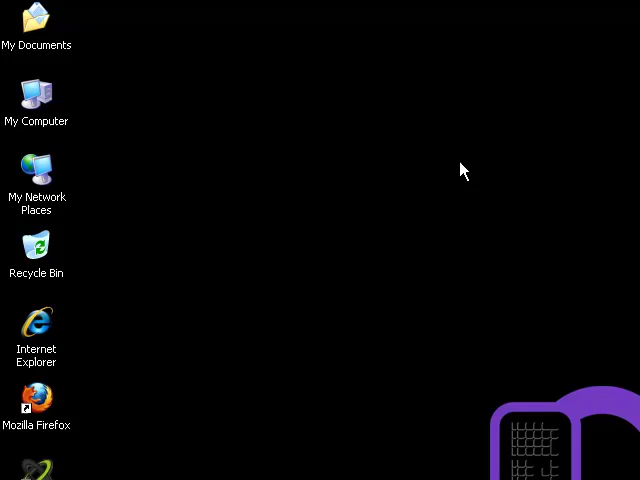 My Documents
My Computer
My Network
Places
Recycle Bin
Internet
Explorer
Mozilla Firefox